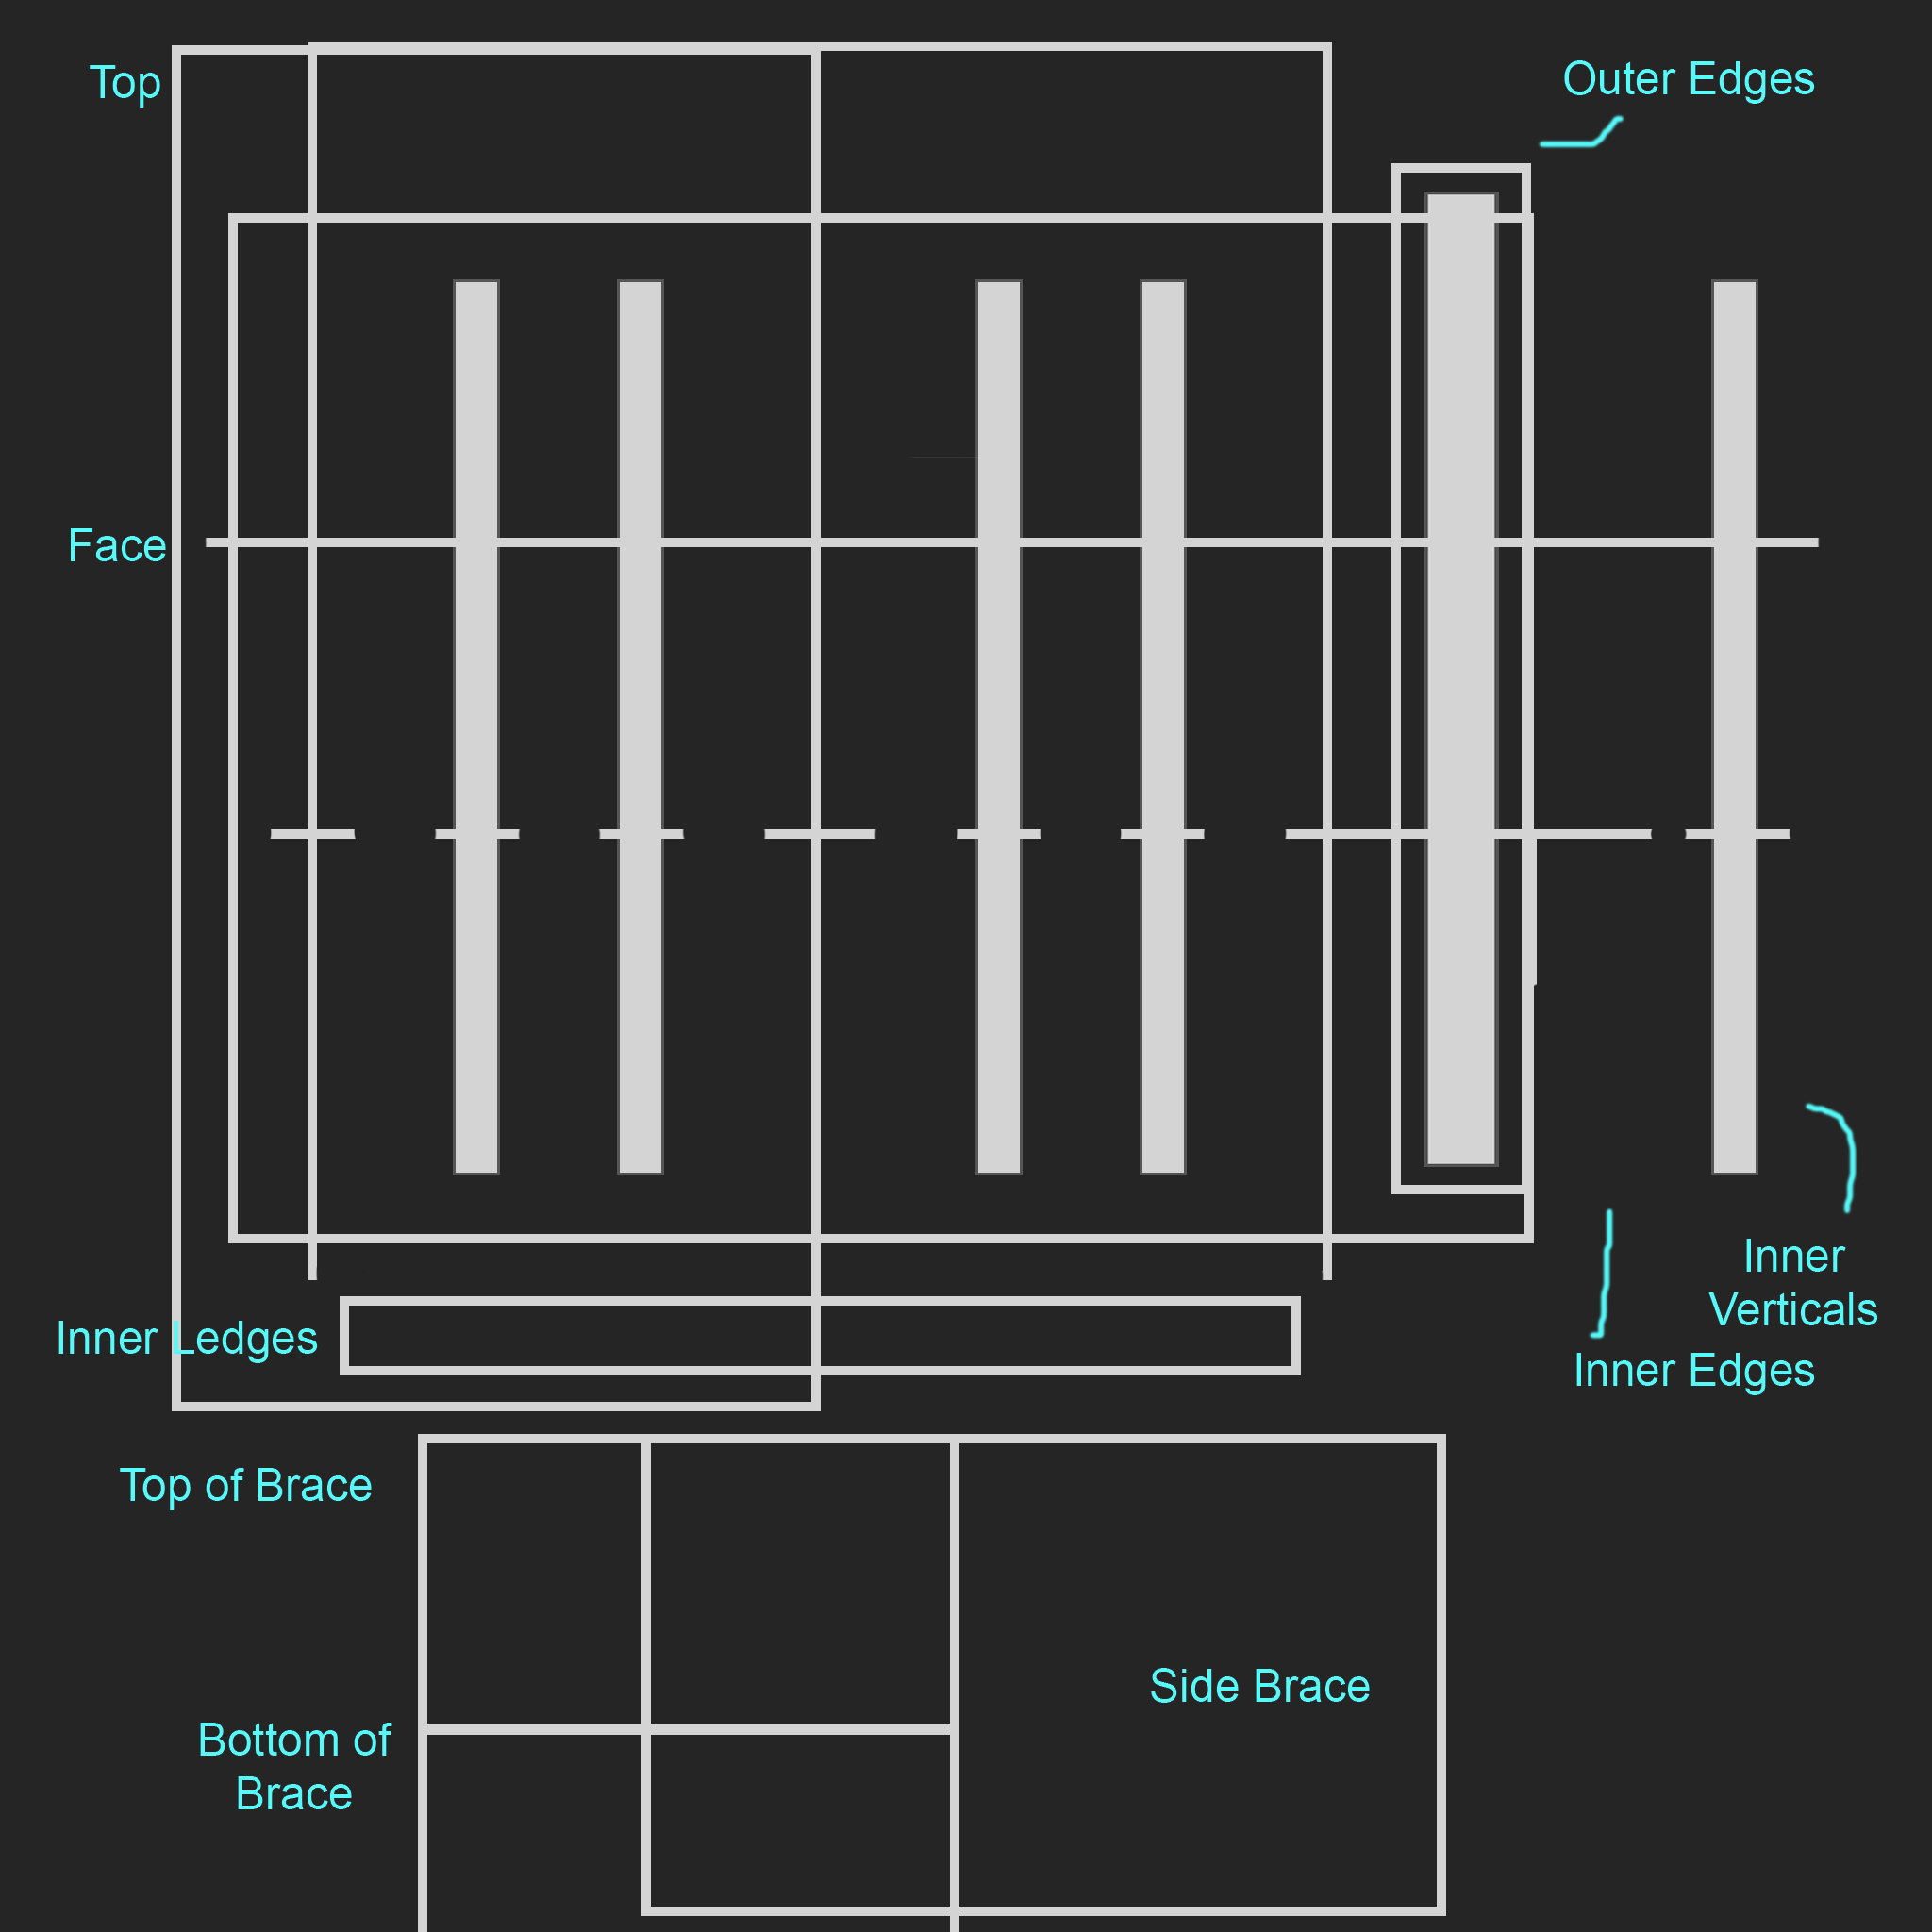 Top
Outer Edges
Face
Inner
Verticals
Inner Ledges
Inner Edges
Top of Brace
Side Brace
Bottom of
Brace